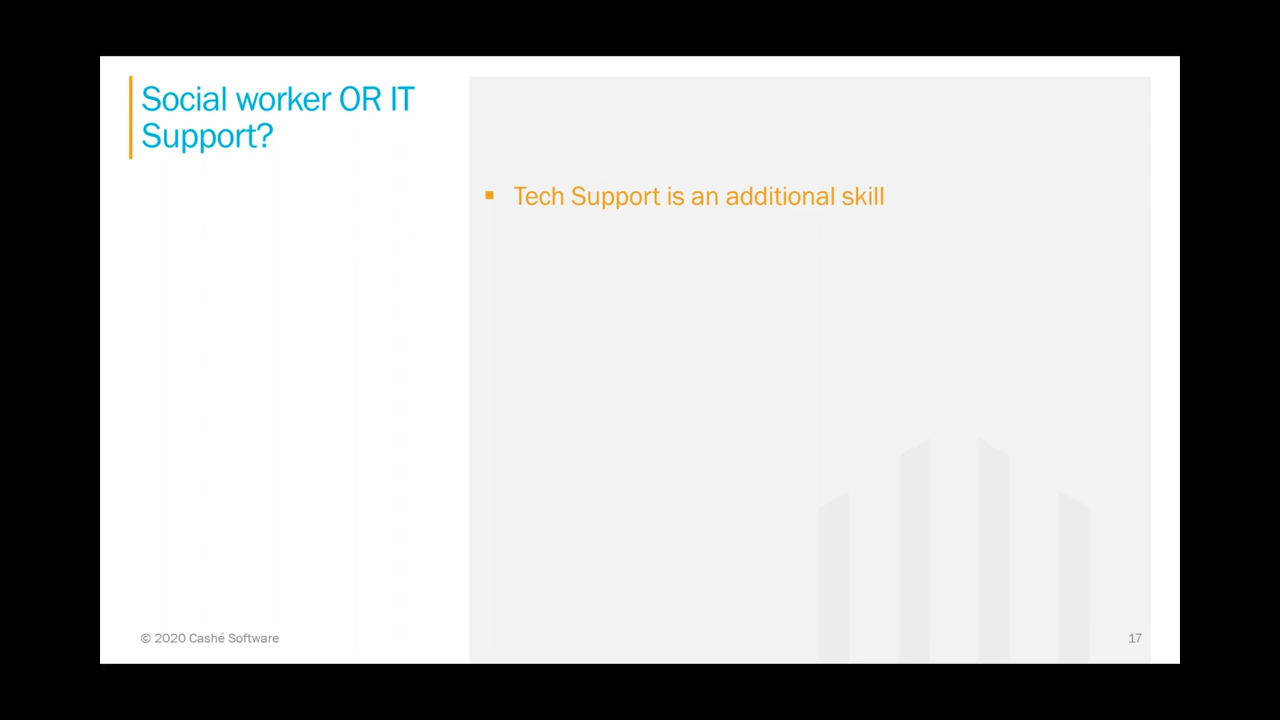 Social worker OR IT
Support?
▪ Tech Support is an additional skill
© 2020 Cashé Software
17